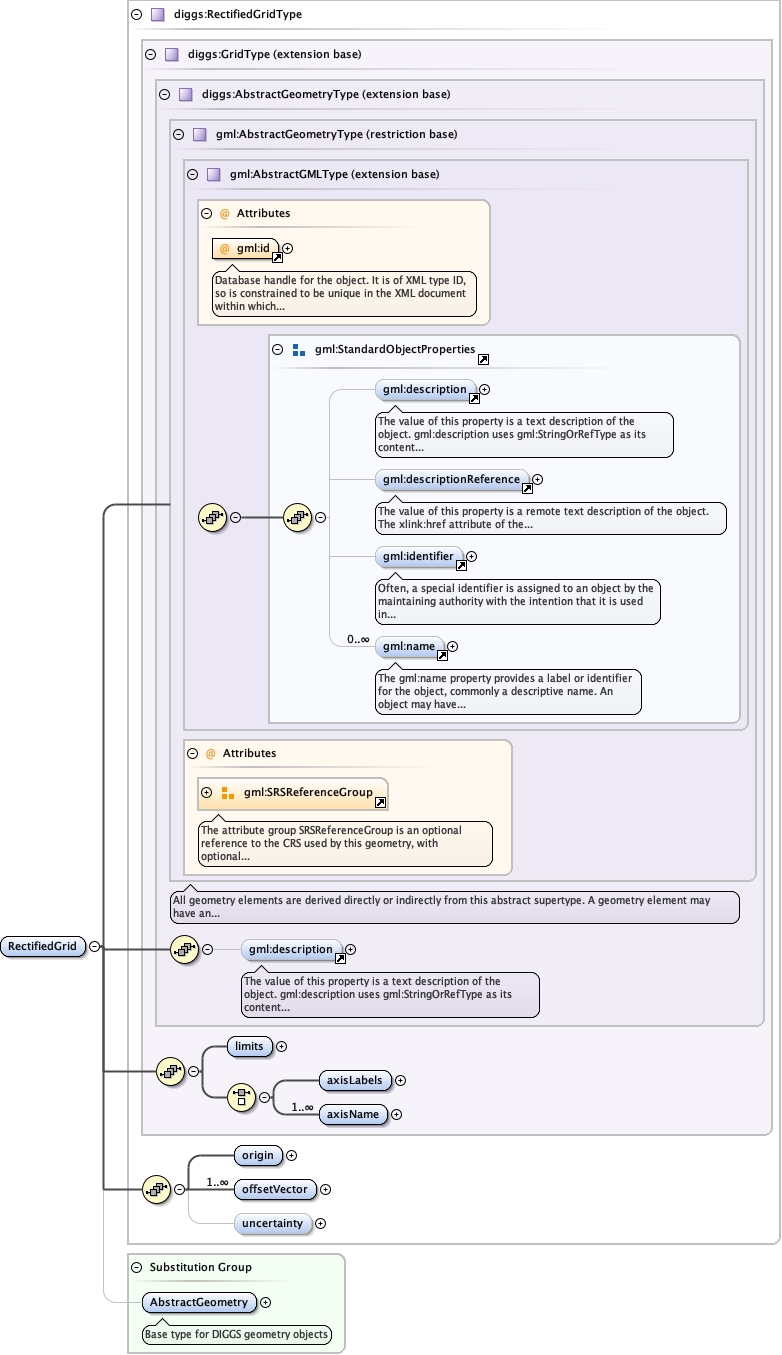 diggs:RectifiedGridType
diggs:GridType (extension base)
diggs:AbstractGeometryType (extension base)
gml:AbstractGeometryType (restriction base)
gml:AbstractGMLType (extension base)
@ Attributes
@ gml:id
Database handle for the object. It is of XML type ID,
so is constrained to be unique in the XML document
within which...
gml:StandardObjectProperties
gml:description
The value of this property is a text description of the
object. gml:description uses gml:StringOrRefType as its
content...
gml:descriptionReference
The value of this property is a remote text description of the object.
The xlink:href attribute of the...
gml:identifier
Often, a special identifier is assigned to an object by the
maintaining authority with the intention that it is used
in...
0..∞
gml:name
The gml:name property provides a label or identifier
for the object, commonly a descriptive name. An
object may have...
@ Attributes
gml:SRSReferenceGroup
The attribute group SRSReferenceGroup is an optional
reference to the CRS used by this geometry, with
optional...
All geometry elements are derived directly or indirectly from this abstract supertype. A geometry element may
have an...
RectifiedGrid
gml:description
The value of this property is a text description of the
object. gml:description uses gml:StringOrRefType as its
content...
limits
axisLabels
1..∞
axisName
origin
1..∞
offsetVector
uncertainty
Substitution Group
AbstractGeometry
Base type for DIGGS geometry objects